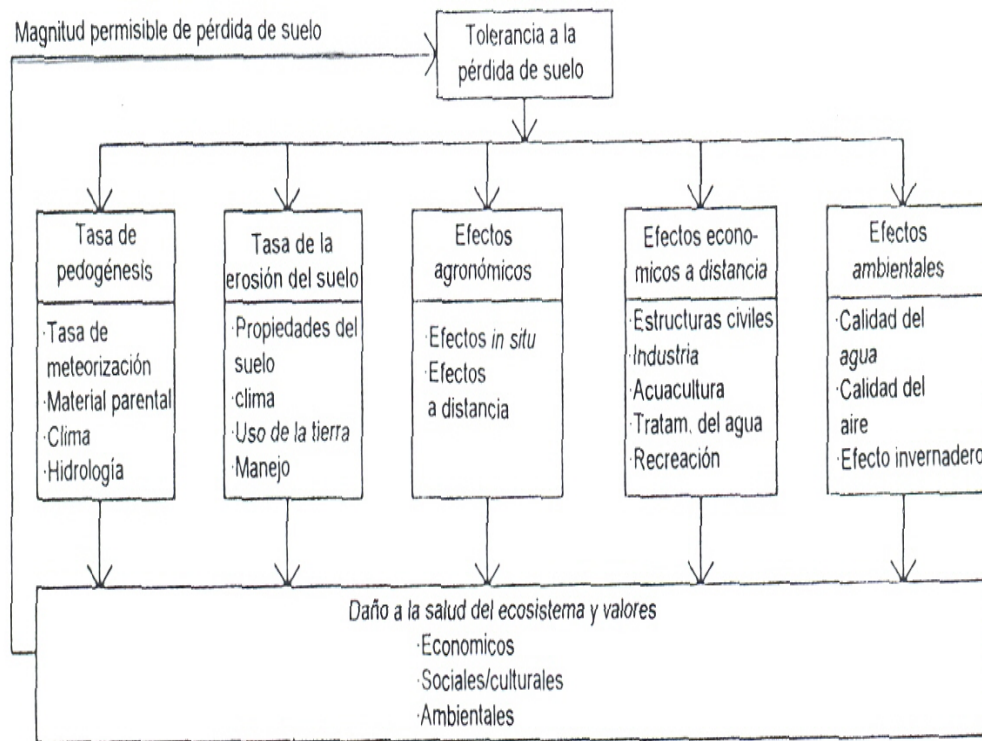 Magnitud permisible de pérdida de suelo
Tolerancia a la
pérdida de suelo
Tasa de
pedogénesis
·Tasa de
meteorización
·Material parental
·Clima
·Hidrología
Tasa de la
erosión del suelo
·Propiedades del
suelo
·clima
·Uso de la tierra
·Manejo
Efectos
agronómicos
·Efectos in situ
·Efectos
a distancia
Efectos econo-
micos a distancia
·Estructuras civiles
·Industria
·Acuacultura
·Tratam. del agua
·Recreación
Efectos
ambientales
·Calidad del
agua
·Calidad del
aire
·Efecto invernadero
Daño a la salud del ecosistema y valores
·Economicos
·Sociales/culturales
·Ambientales